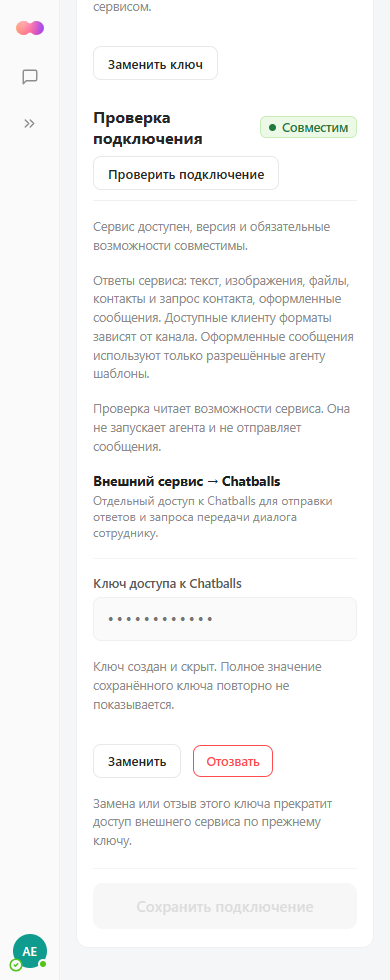 сервисом.
Заменить ключ
Проверка
подключения
Совместим
Проверить подключение
Сервис доступен, версия и обязательные
возможности совместимы.
Ответы сервиса: текст, изображения, файлы,
контакты и запрос контакта, оформленные
сообщения. Доступные клиенту форматы
зависят от канала. Оформленные сообщения
используют только разрешённые агенту
шаблоны.
Проверка читает возможности сервиса. Она
не запускает агента и не отправляет
сообщения.
Внешний сервис → Chatballs
Отдельный доступ к Chatballs для отправки
ответов и запроса передачи диалога
сотруднику.
Ключ доступа к Chatballs
••••••••••••
Ключ создан и скрыт. Полное значение
сохранённого ключа повторно не
показывается.
Заменить
Отозвать
Замена или отзыв этого ключа прекратит
доступ внешнего сервиса по прежнему
ключу.
Сохранить подключение
AE